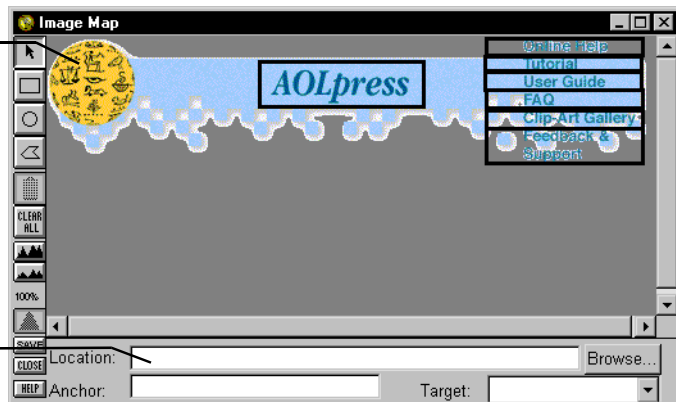 Image Map
Online Help
Tutorial
AOLpress
User Guide
FAQ
Clip-Art Gallery
Feedback &
Support
CLEAR
ALL
100%
SAVE
Location:
Browse...
CLOSE
HELP
Anchor:
Target: